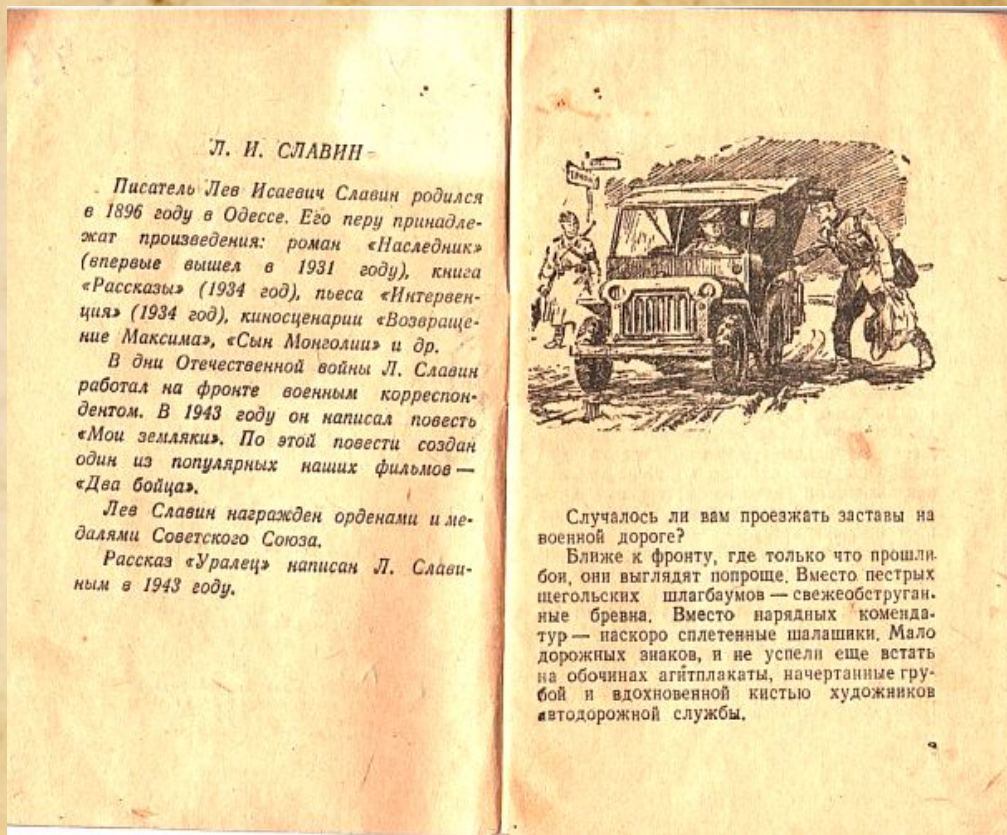 Л. И. СЛАВИН
Писатель Лев Исаевич Славин родился
в 1896 году в Одессе. Его перу принадле-
жат произведения: роман «Наследник»
(впервые вышел в 1931 году), книга
«Рассказы» (1934 год), пьеса «Интервен-
ция» (1934 год), киносценарии «Возвраще-
ние Максима», «Сын Монголии» и др.
В дни Отечественной войны Л. Славин
работал на фронте военным корреспон-
дентом. В 1943 году он написал повесть
«Мои земляки». По этой повести создан
один из популярных наших фильмов —
«Два бойца».
Лев Славин награжден орденами и ме-
далями Советского Союза.
Рассказ «Уралец» написан Л. Слави-
ным в 1943 году.
Случалось ли вам проезжать заставы на
военной дороге?
Ближе к фронту, где только что прошли
бои, они выглядят попроще. Вместо пестрых
щегольских шлагбаумов — свежеобструган-
ные бревна. Вместо нарядных коменда-
тур — наскоро сплетенные шалашики. Мало
дорожных знаков, и не успели еще встать
на обочинах агитплакаты, начертанные гру-
бой и вдохновенной кистью художников
автодорожной службы.